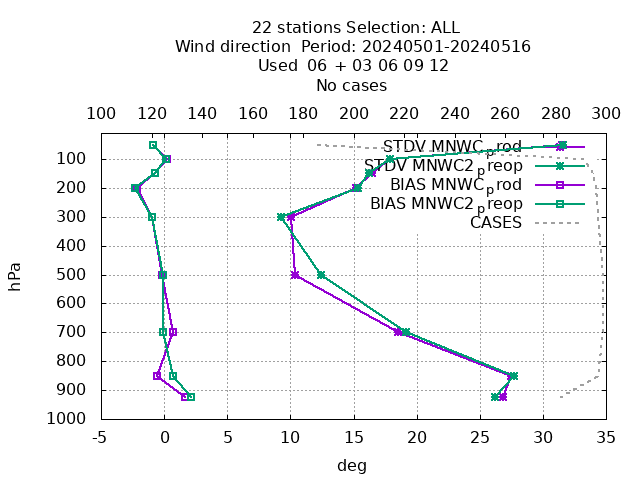 22 stations Selection: ALL
Wind direction  Period: 20240501-20240516
Used  06 + 03 06 09 12
No cases
100 120 140 160 180 200 220 240 260 280 300
STDV MNWC_prod
100
STDV MNWC2_preop
200
BIAS MNWC_prod
BIAS MNWC2_preop
300
CASES
400
hPa
500
600
700
800
900
1000
-5 0 5 10 15 20 25 30 35
deg